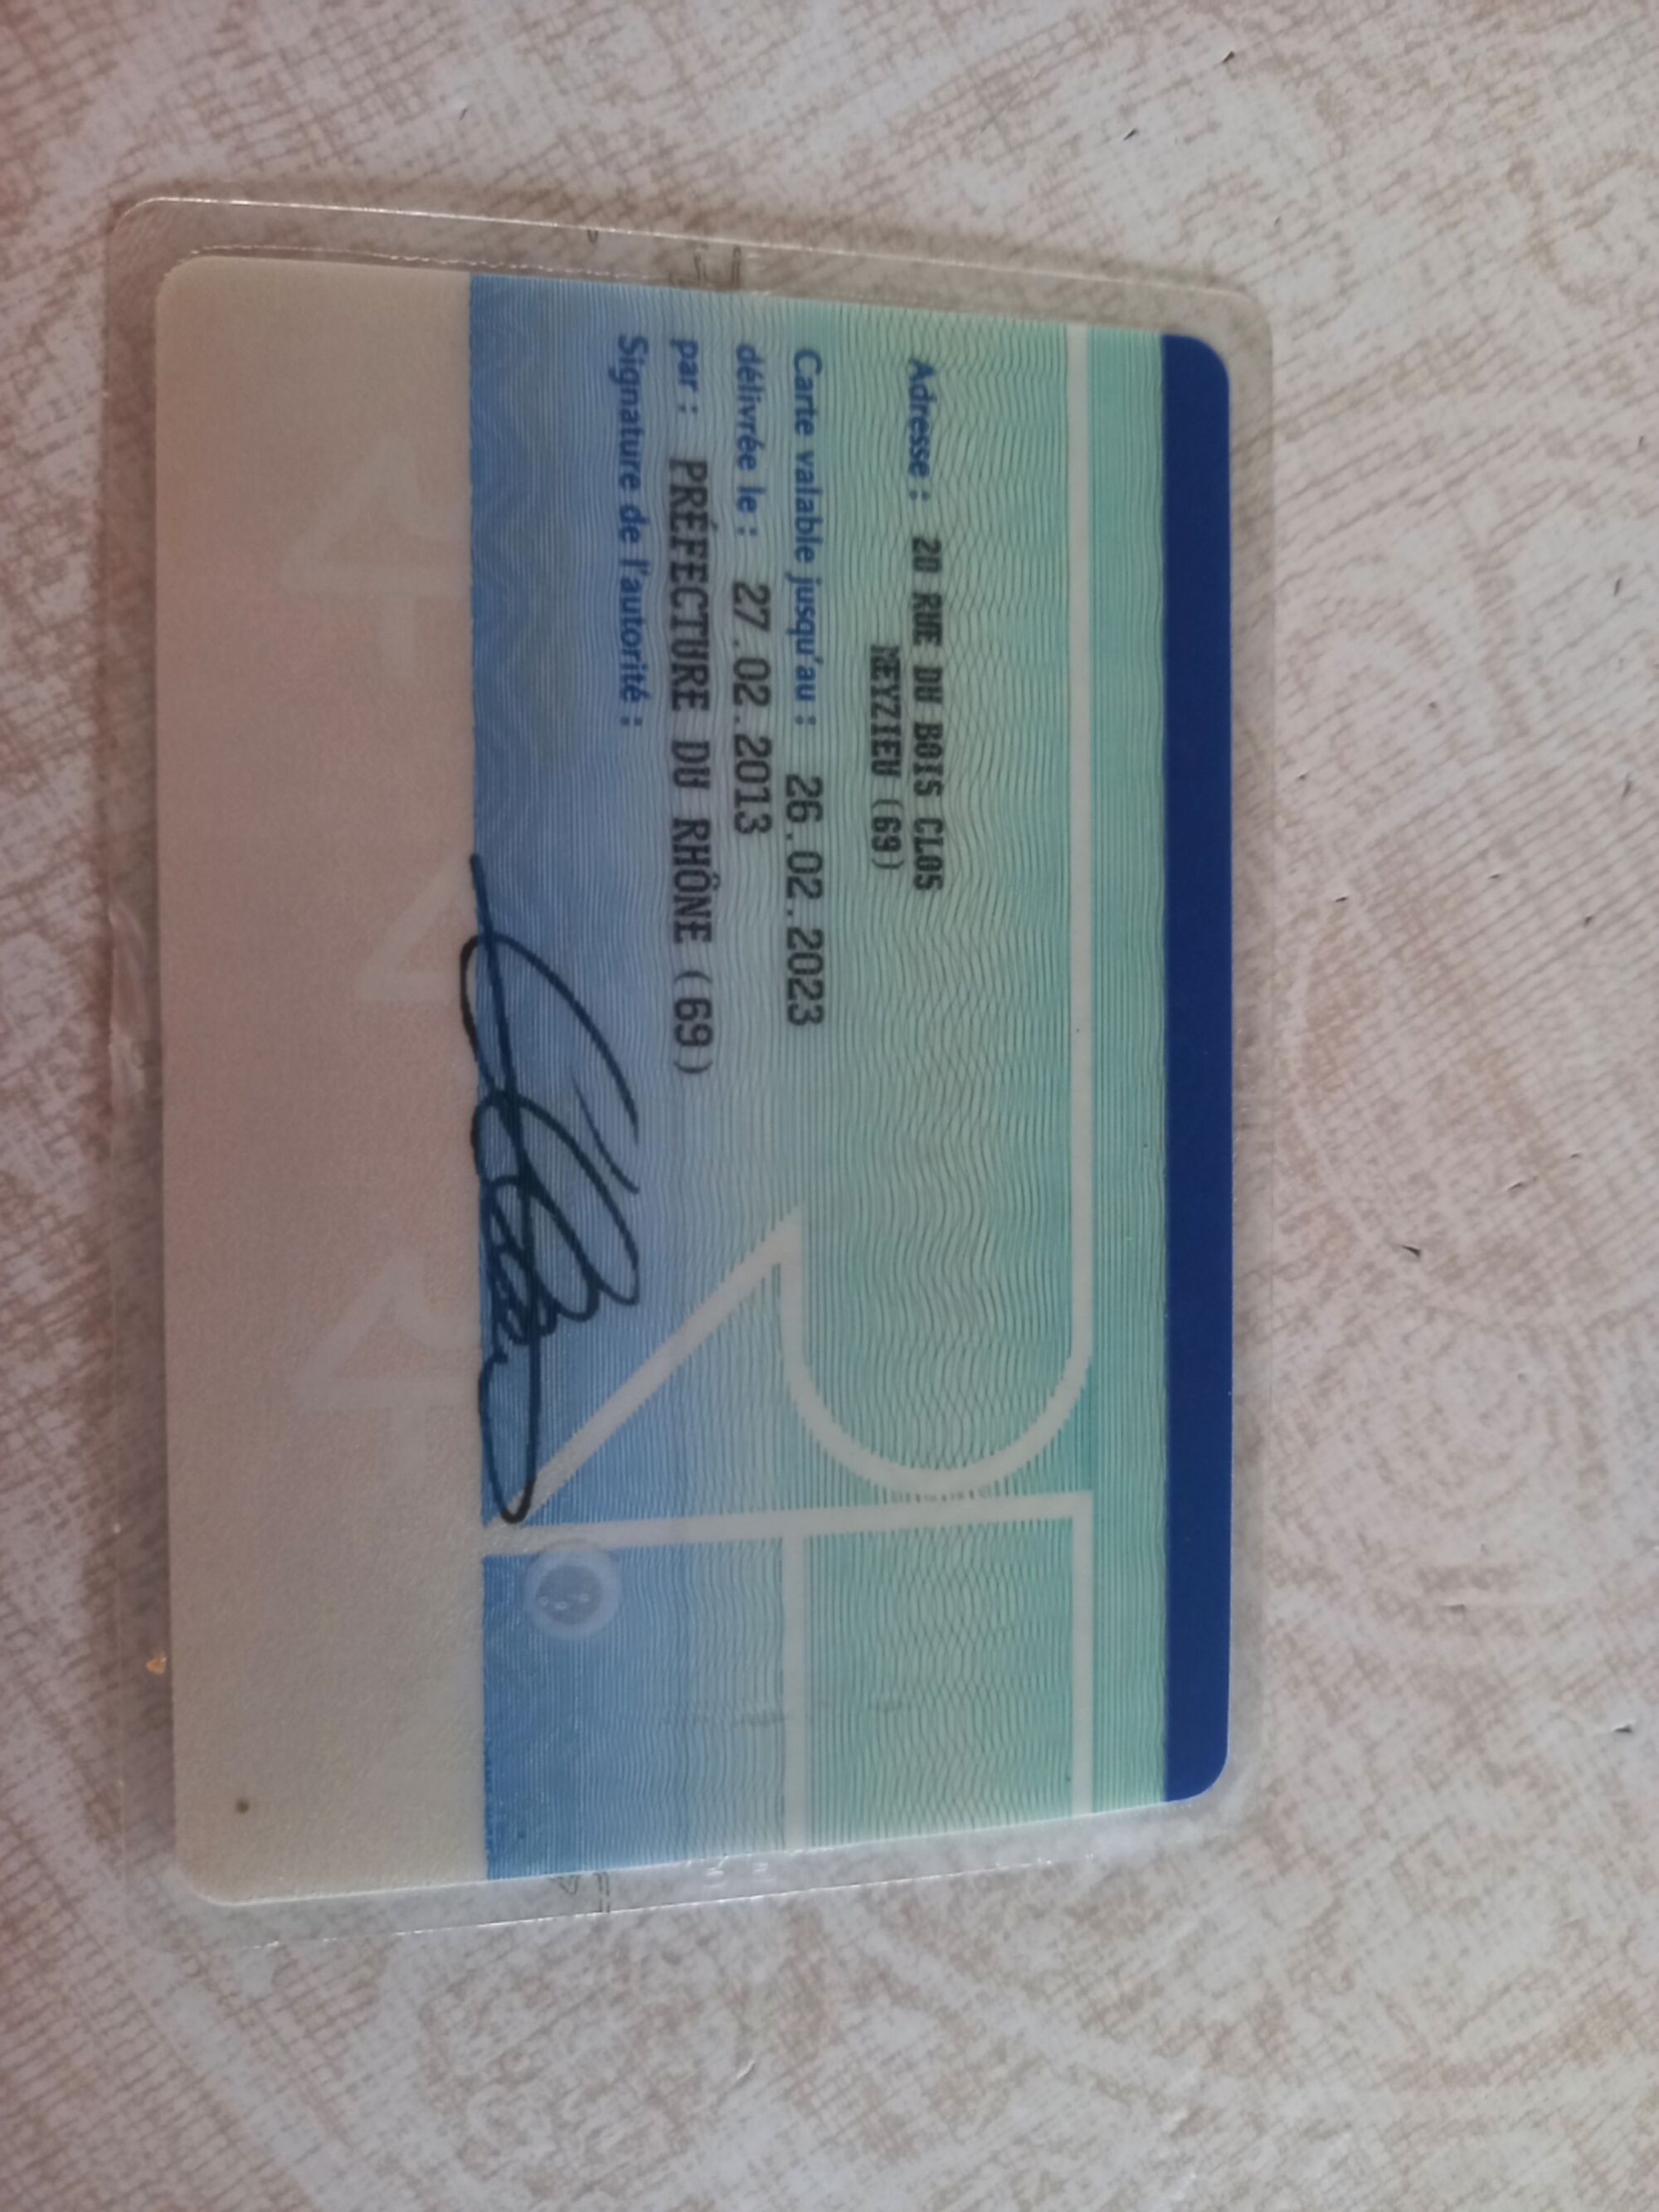 Adresse : 20 RUE DU BOIS CLOS
MEYZIEU (69)
Carte valable jusqu'au : 26.02.2023
délivrée le : 27.02.2013
par : PRÉFECTURE DU RHÔNE (69)
Signature de l'autorité :